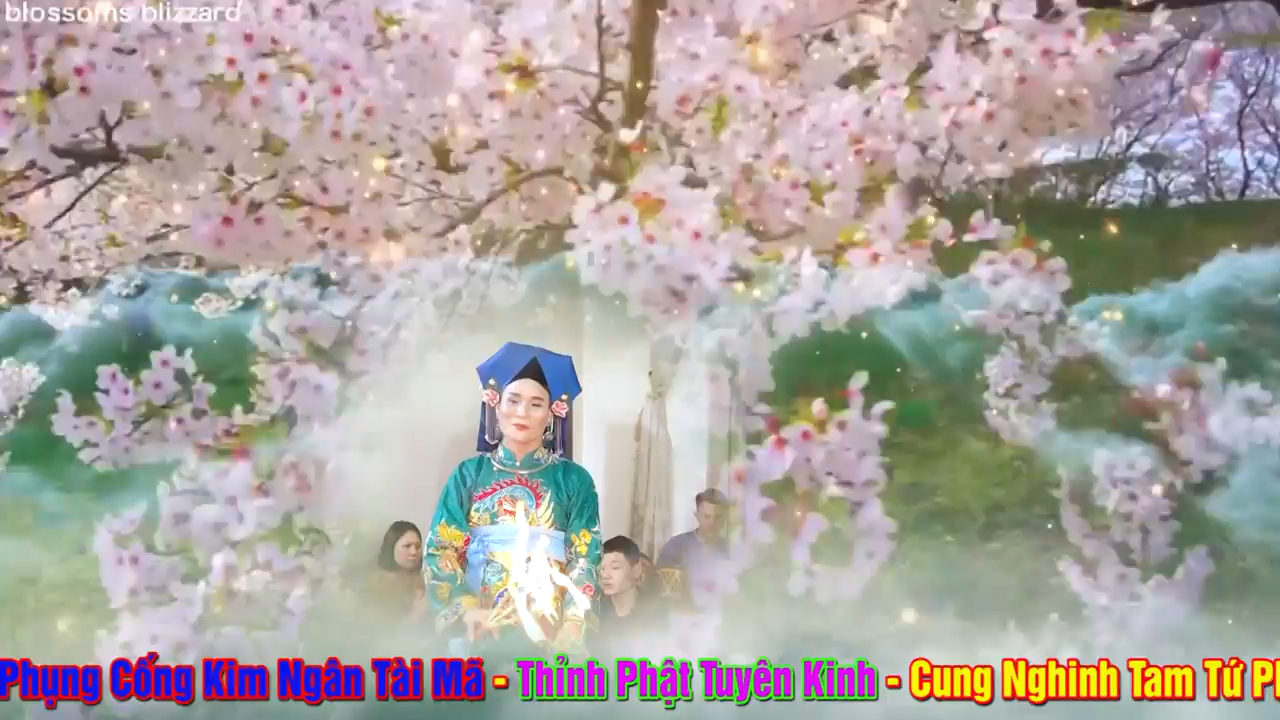 blossoms blizzard
Phụng Cống Kim Ngân Tài Mã - Thỉnh Phật Tuyên Kinh - Cung Nghinh Tam Tứ